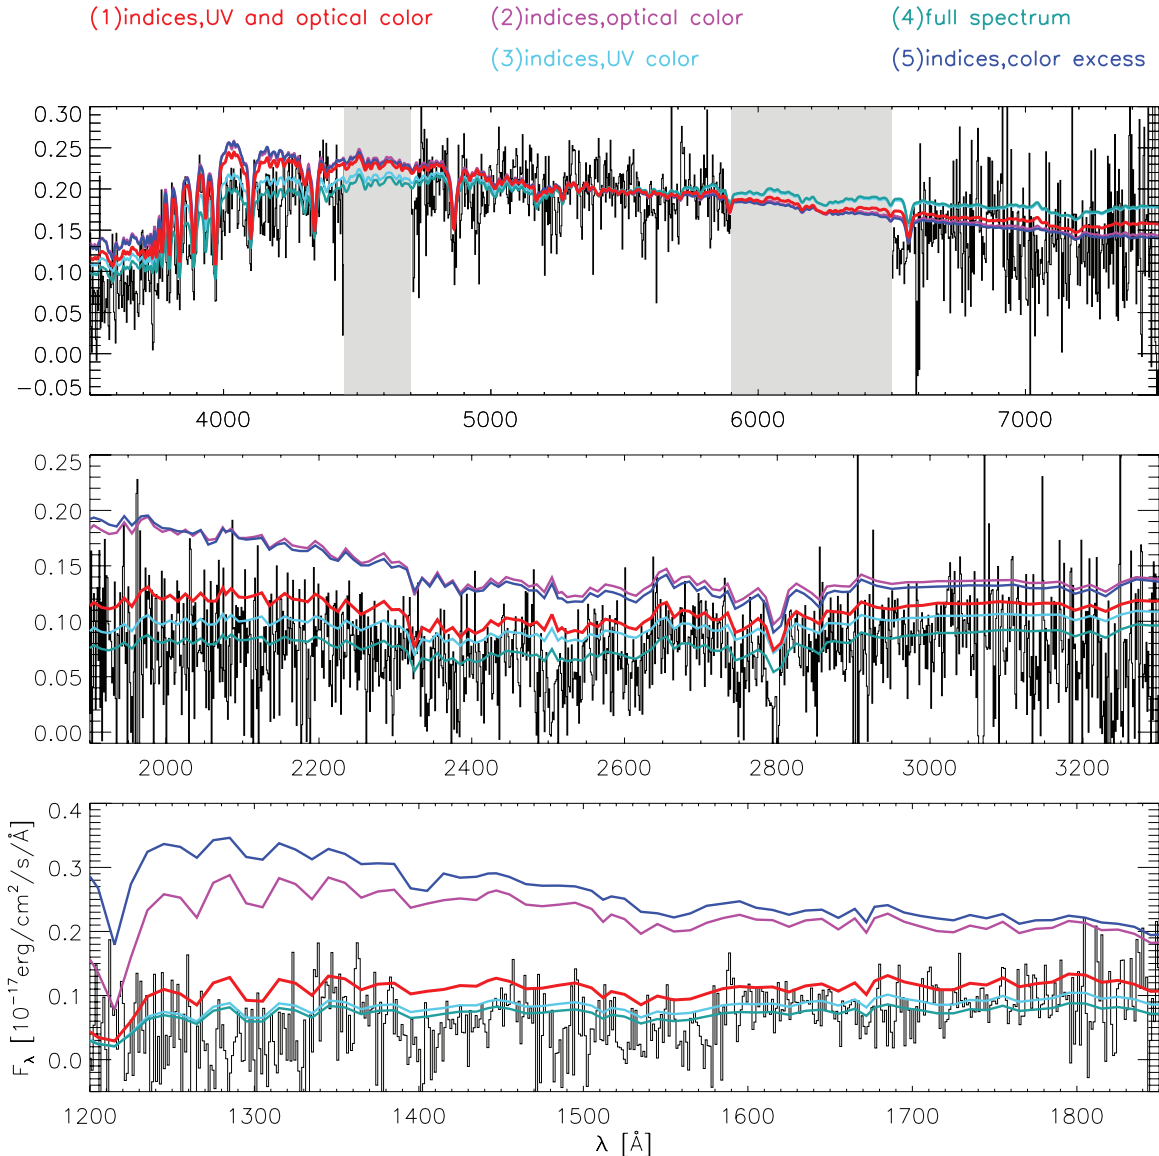 (1)indices,UV and optical color (2)indices,optical color (4)full spectrum
(3)indices,UV color (5)indices,color excess
0.30
0.25
0.20
0.15
0.10
0.05
0.00
−0.05
4000 5000 6000 7000
0.25
0.20
0.15
0.10
0.05
0.00
2000 2200 2400 2600 2800 3000 3200
0.4
0.3
0.2
0.1
0.0
Fλ [10⁻¹⁷erg/cm²/s/Å]
1200 1300 1400 1500 1600 1700 1800
λ [Å]